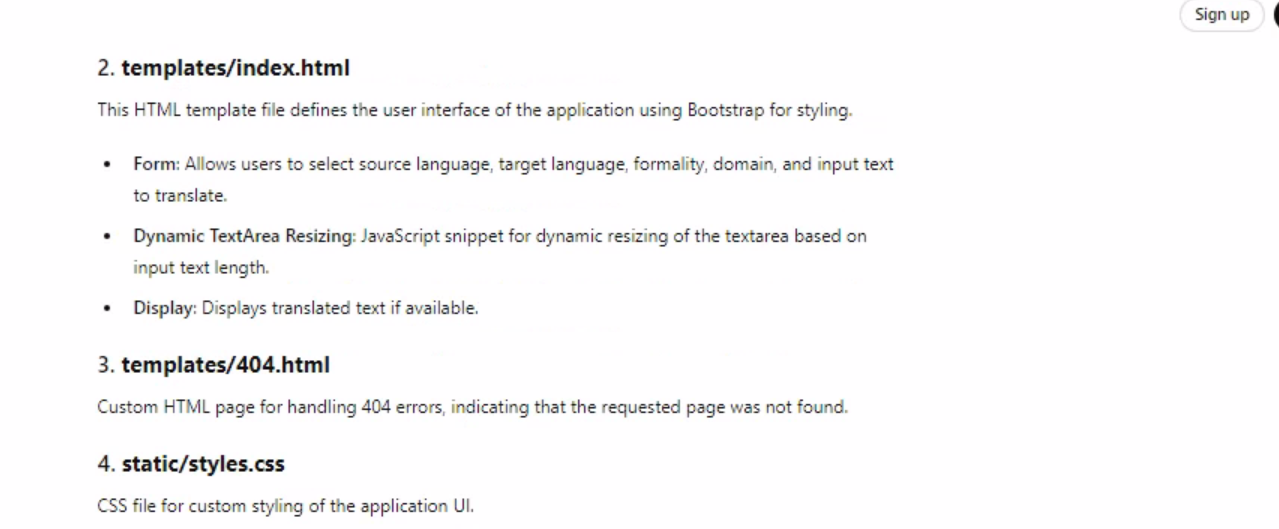 Sign up
2. templates/index.html
This HTML template file defines the user interface of the application using Bootstrap for styling.
• Form: Allows users to select source language, target language, formality, domain, and input text
to translate.
• Dynamic TextArea Resizing: JavaScript snippet for dynamic resizing of the textarea based on
input text length.
• Display: Displays translated text if available.
3. templates/404.html
Custom HTML page for handling 404 errors, indicating that the requested page was not found.
4. static/styles.css
CSS file for custom styling of the application UI.